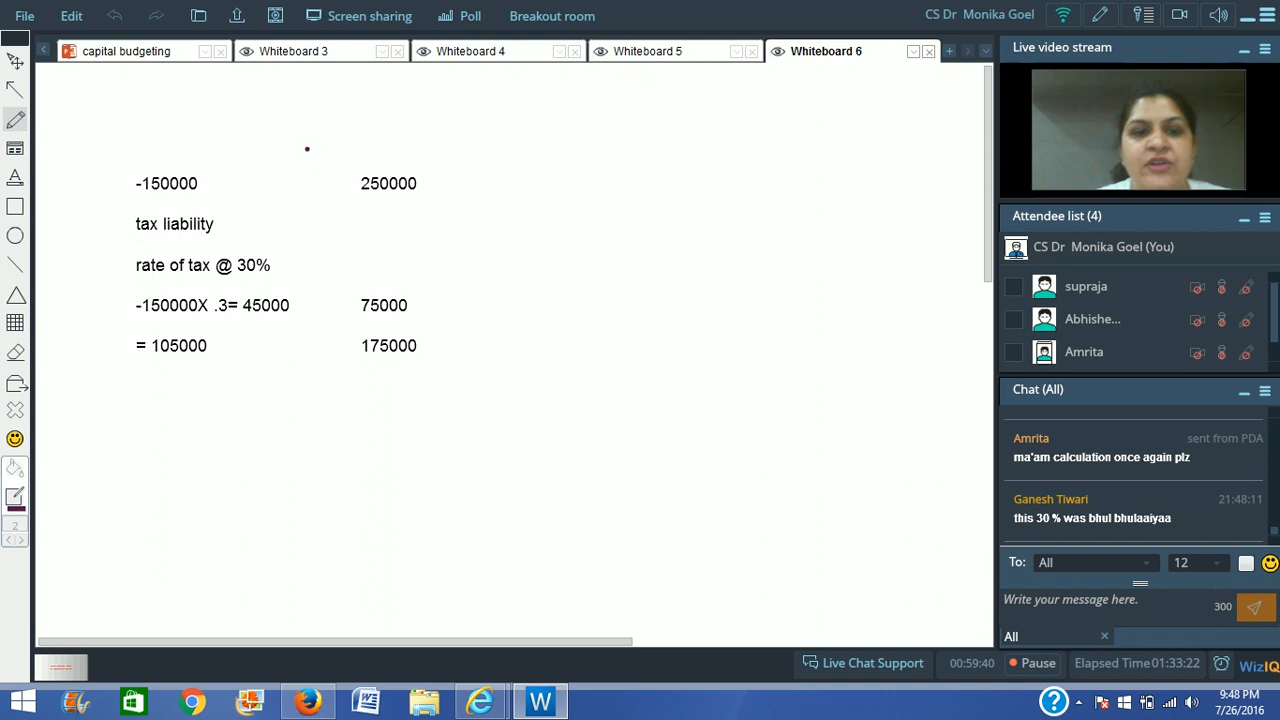 File Edit Screen sharing Poll Breakout room CS Dr Monika Goel
capital budgeting Whiteboard 3 Whiteboard 4 Whiteboard 5 Whiteboard 6
Live video stream
-150000 250000
tax liability
rate of tax @ 30%
-150000X .3= 45000 75000
= 105000 175000
Attendee list (4)
CS Dr Monika Goel (You)
supraja
Abhishe...
Amrita
Chat (All)
Amrita sent from PDA
ma'am calculation once again plz
Ganesh Tiwari 21:48:11
this 30 % was bhul bhulaaiyaa
To: All 12
Write your message here. 300
All
2
Live Chat Support 00:59:40 Pause Elapsed Time 01:33:22 WizIQ
9:48 PM
7/26/2016